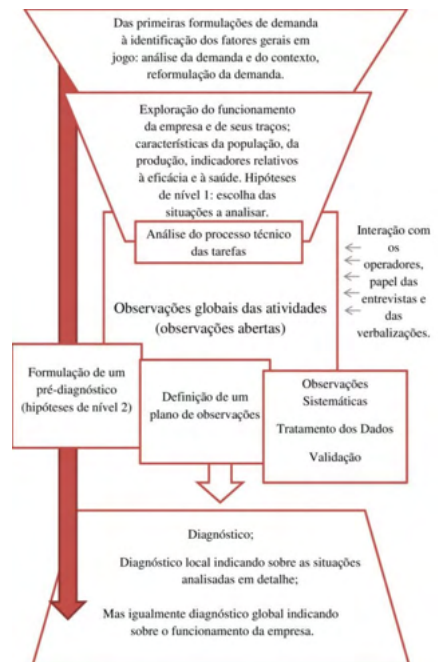 Das primeiras formulações de demanda
à identificação dos fatores gerais em
jogo: análise da demanda e do contexto,
reformulação da demanda.
Exploração do funcionamento
da empresa e de seus traços;
características da população, da
produção, indicadores relativos
à eficácia e à saúde. Hipóteses
de nível 1: escolha das
situações a analisar.
Análise do processo técnico
das tarefas
Interação com
os
operadores,
papel das
entrevistas e
das
verbalizações.
Observações globais das atividades
(observações abertas)
Formulação de um
pré-diagnóstico
(hipóteses de nível 2)
Definição de um
plano de observações
Observações
Sistemáticas
Tratamento dos Dados
Validação
Diagnóstico;
Diagnóstico local indicando sobre as situações
analisadas em detalhe;
Mas igualmente diagnóstico global indicando
sobre o funcionamento da empresa.